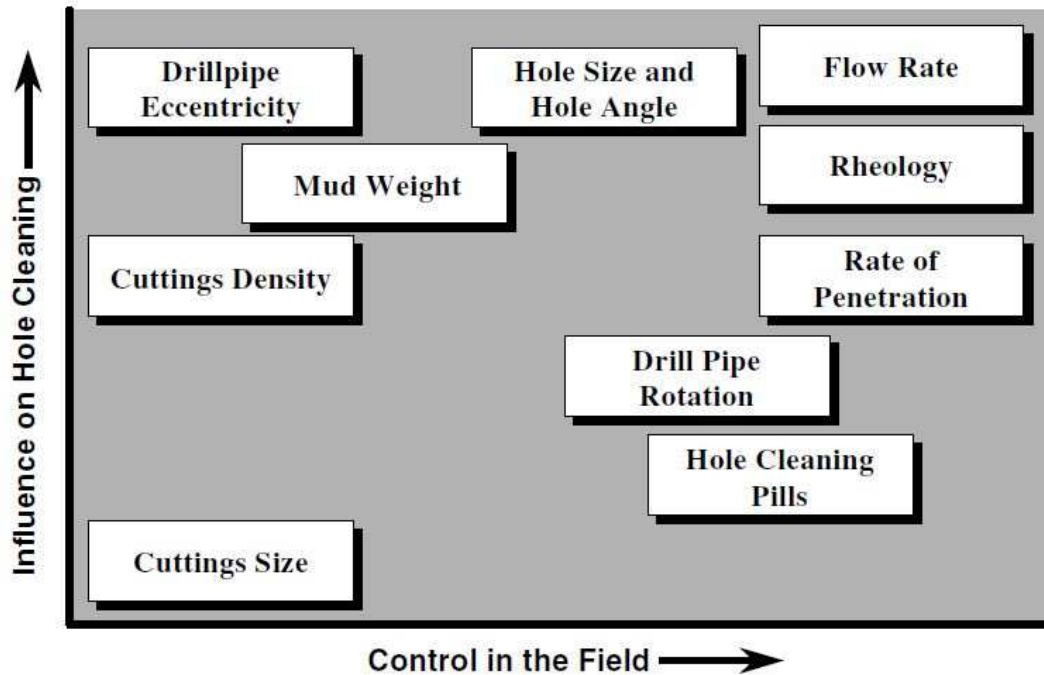 Influence on Hole Cleaning
Drillpipe
Eccentricity
Hole Size and
Hole Angle
Flow Rate
Mud Weight
Rheology
Cuttings Density
Rate of
Penetration
Drill Pipe
Rotation
Hole Cleaning
Pills
Cuttings Size
Control in the Field